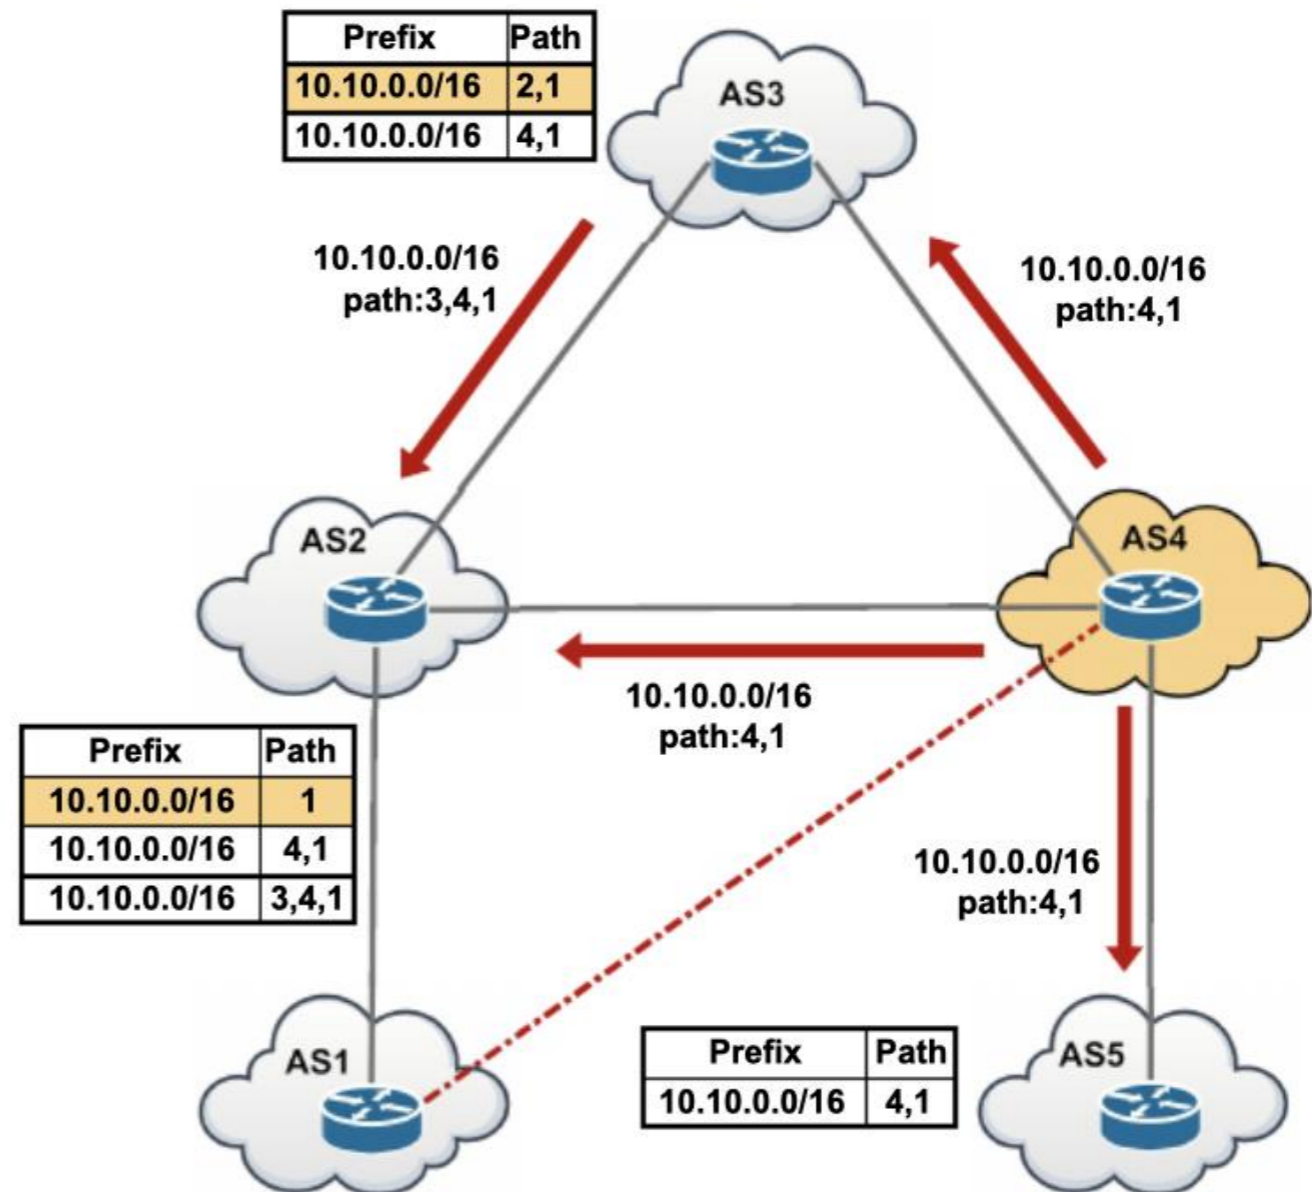 Prefix Path
10.10.0.0/16 2,1
10.10.0.0/16 4,1
AS3
10.10.0.0/16
path:3,4,1
10.10.0.0/16
path:4,1
AS2
AS4
10.10.0.0/16
path:4,1
Prefix Path
10.10.0.0/16 1
10.10.0.0/16 4,1
10.10.0.0/16 3,4,1
10.10.0.0/16
path:4,1
AS1
Prefix Path
10.10.0.0/16 4,1
AS5